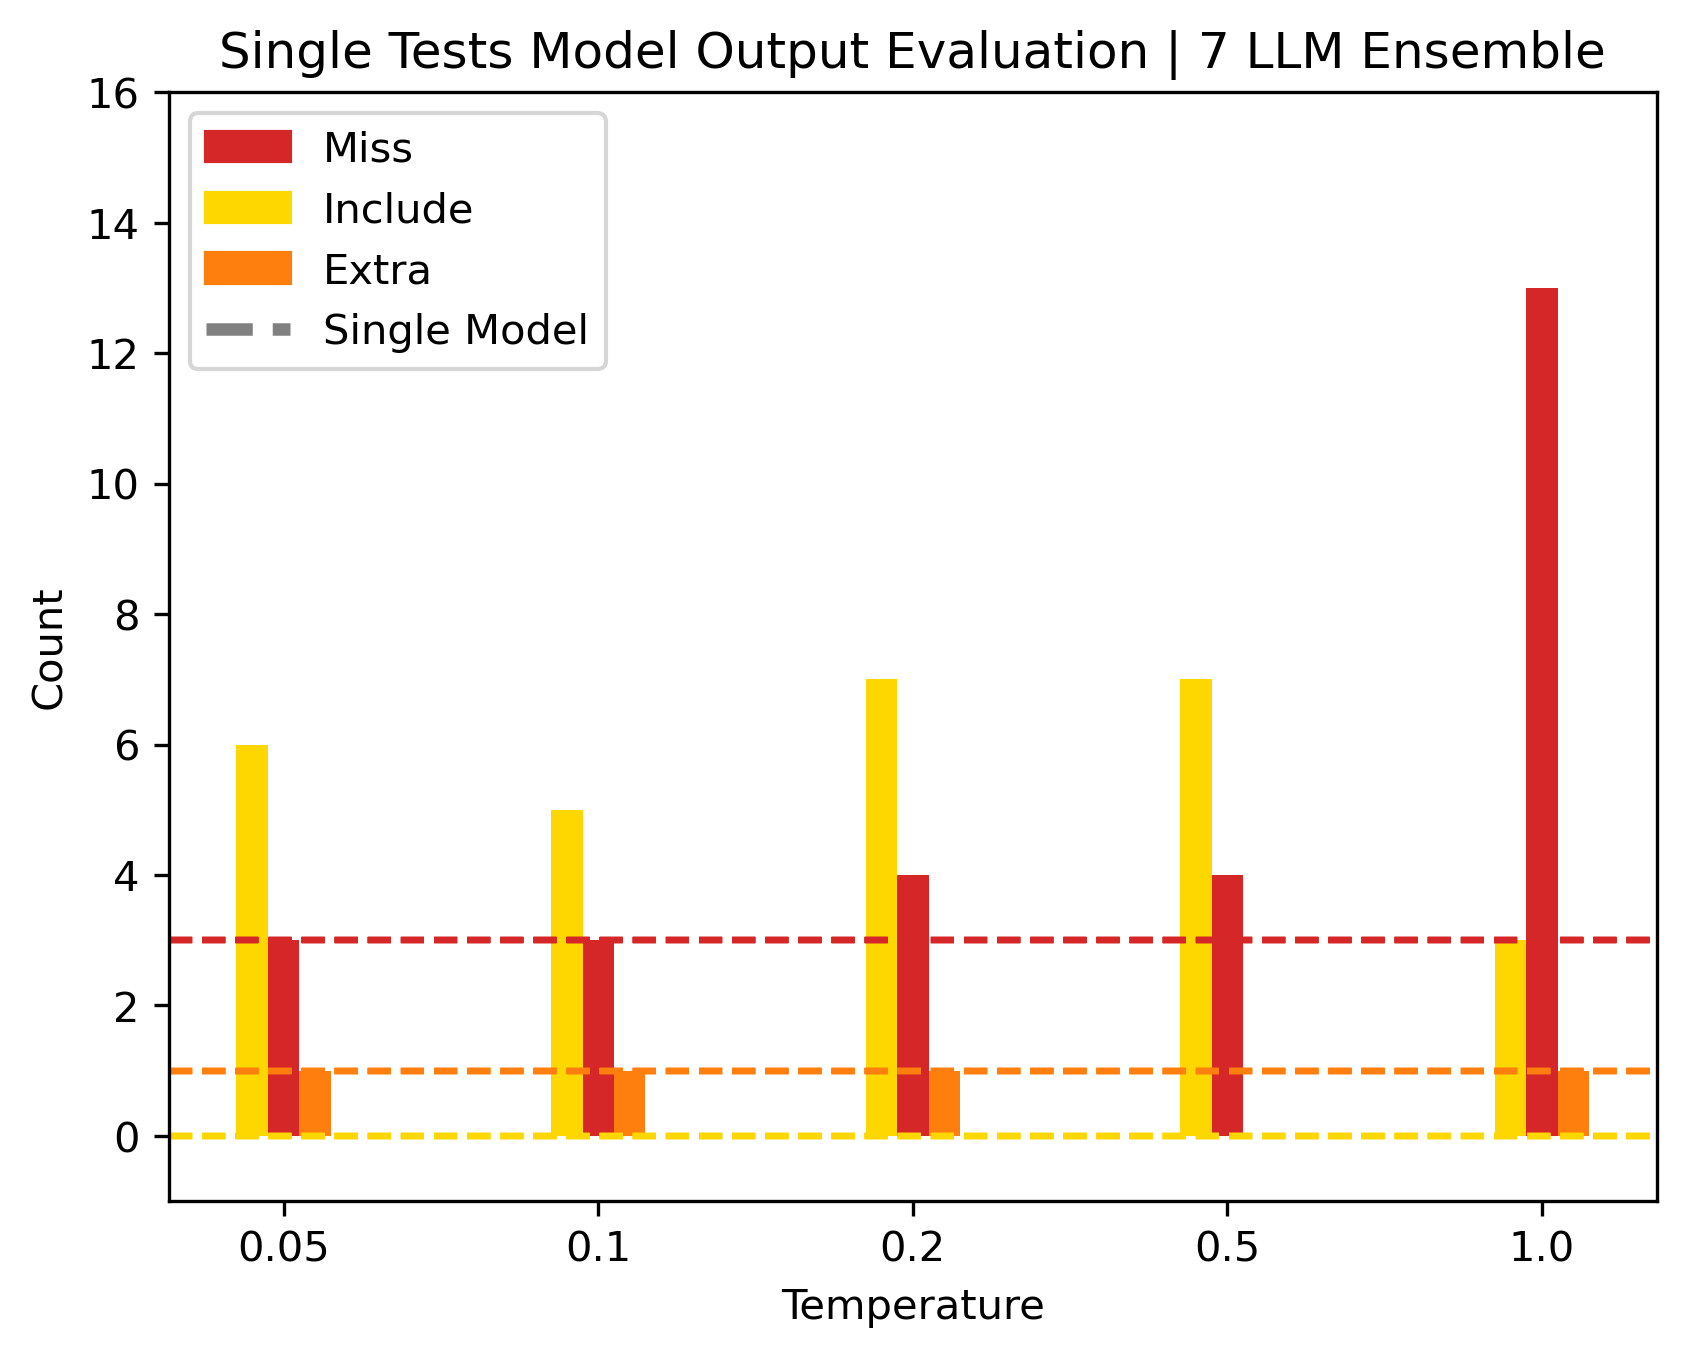 Single Tests Model Output Evaluation | 7 LLM Ensemble
Miss
Include
Extra
Single Model
16
14
12
10
8
6
4
2
0
Count
0.05
0.1
0.2
0.5
1.0
Temperature